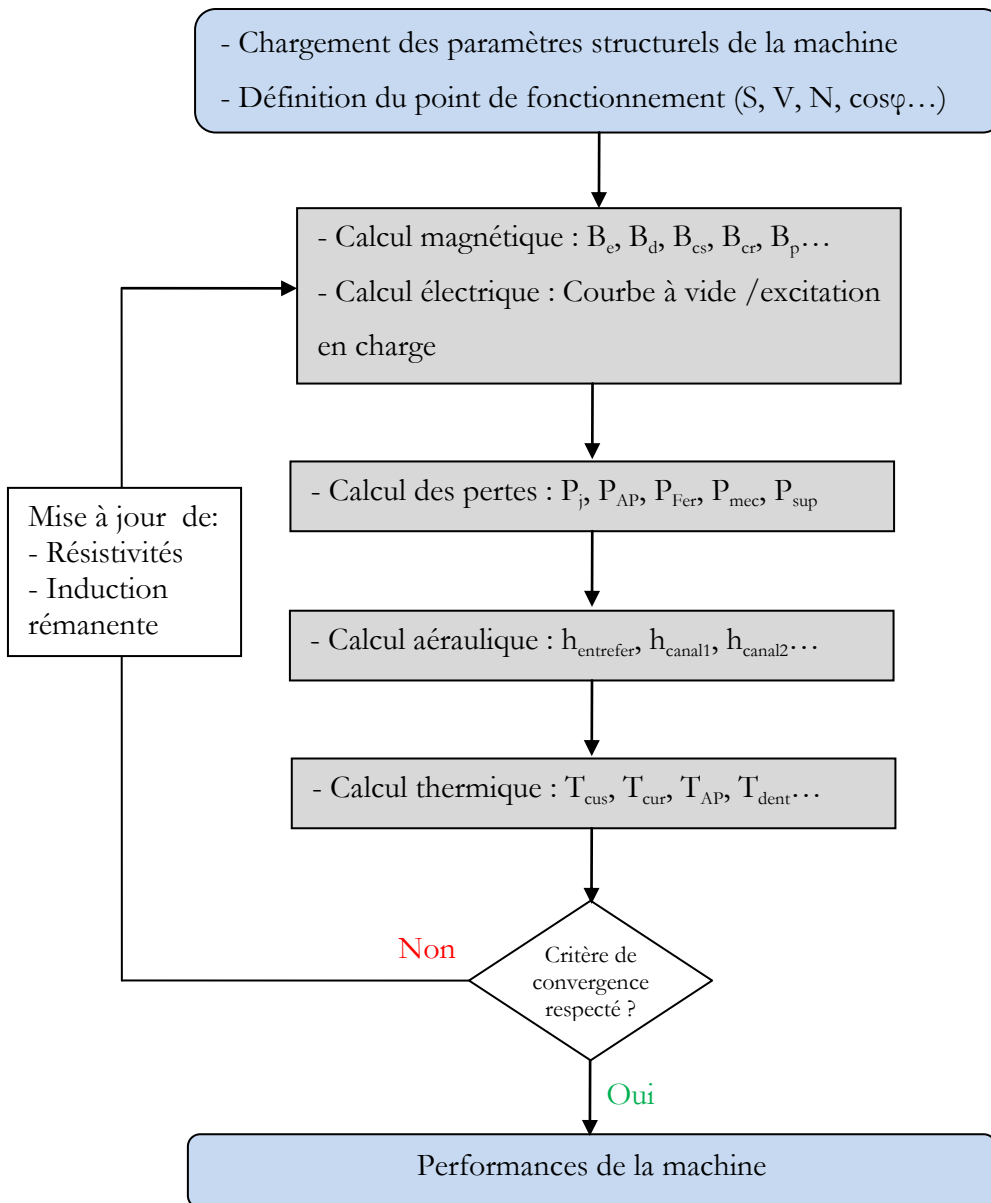 - Chargement des paramètres structurels de la machine
- Définition du point de fonctionnement (S, V, N, cosφ…)
- Calcul magnétique : Be, Bd, Bcs, Bcr, Bp…
- Calcul électrique : Courbe à vide /excitation
en charge
- Calcul des pertes : Pj, PAP, PFer, Pmec, Psup
Mise à jour de:
- Résistivités
- Induction
rémanente
- Calcul aéraulique : hentrefer, hcanal1, hcanal2…
- Calcul thermique : Tcus, Tcur, TAP, Tdent…
Non
Critère de
convergence
respecté ?
Oui
Performances de la machine